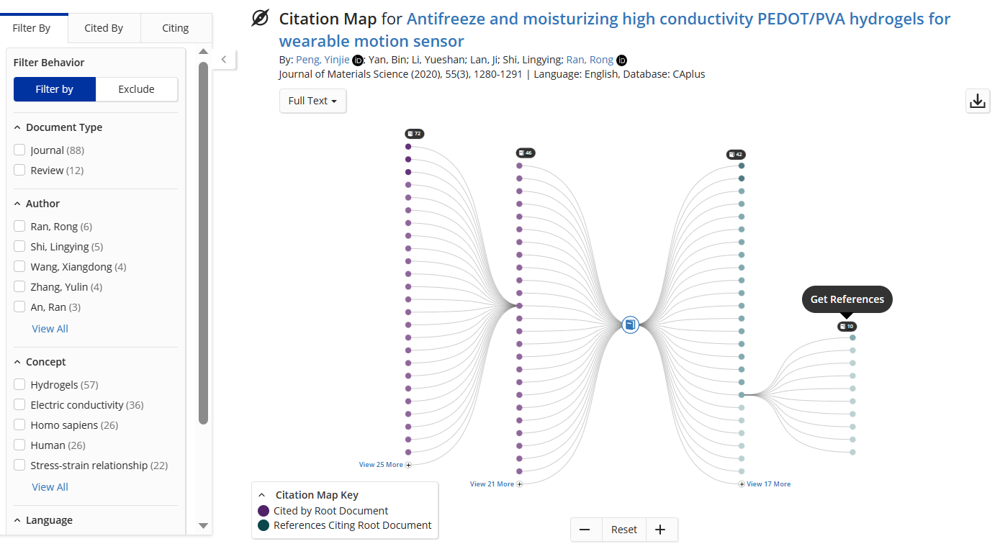 Filter By
Cited By
Citing
Filter Behavior
Filter by
Exclude
Document Type
Journal (88)
Review (12)
Author
Ran, Rong (6)
Shi, Lingying (5)
Wang, Xiangdong (4)
Zhang, Yulin (4)
An, Ran (3)
View All
Concept
Hydrogels (57)
Electric conductivity (36)
Homo sapiens (26)
Human (26)
Stress-strain relationship (22)
View All
Language
Citation Map for Antifreeze and moisturizing high conductivity PEDOT/PVA hydrogels for
wearable motion sensor
By: Peng, Yinjie iD; Yan, Bin; Li, Yueshan; Lan, Ji; Shi, Lingying; Ran, Rong iD
Journal of Materials Science (2020), 55(3), 1280-1291 | Language: English, Database: CAplus
Full Text
72
46
42
Get References
10
View 25 More
View 21 More
View 17 More
Citation Map Key
Cited by Root Document
References Citing Root Document
Reset